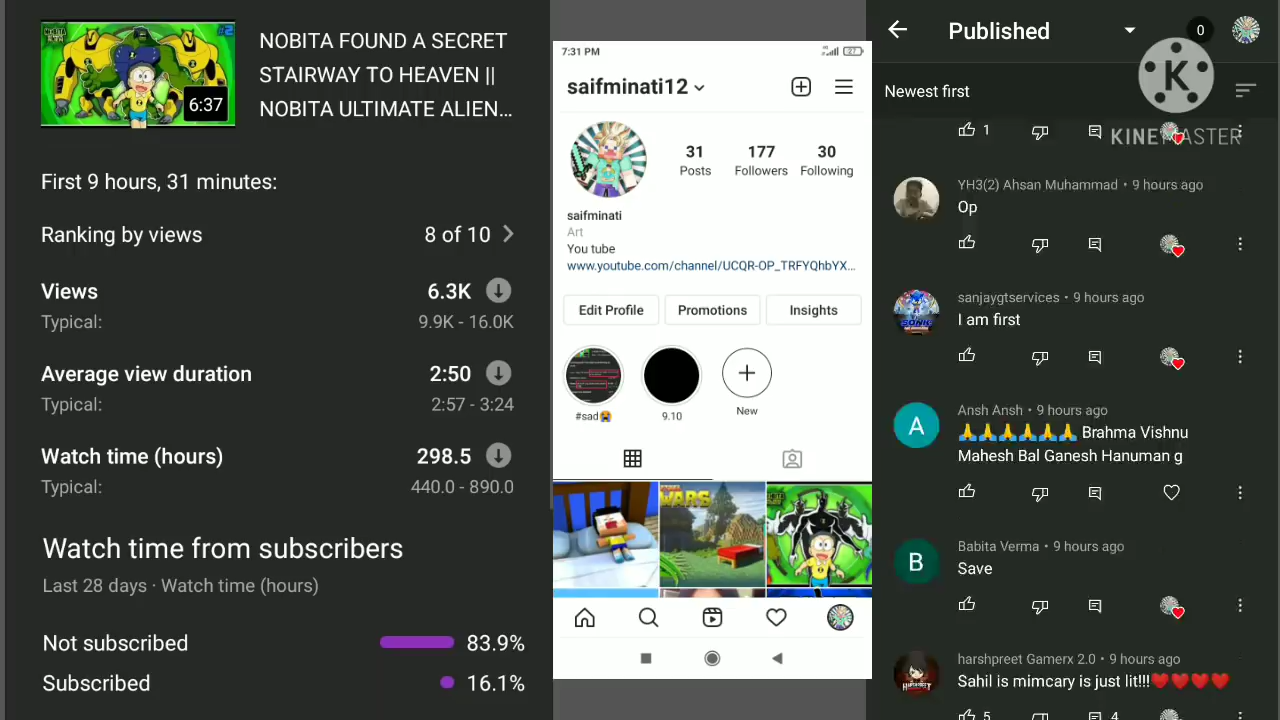 6:37
NOBITA FOUND A SECRET
STAIRWAY TO HEAVEN ||
NOBITA ULTIMATE ALIEN...
First 9 hours, 31 minutes:
Ranking by views 8 of 10
Views 6.3K
Typical: 9.9K - 16.0K
Average view duration 2:50
Typical: 2:57 - 3:24
Watch time (hours) 298.5
Typical: 440.0 - 890.0
Watch time from subscribers
Last 28 days · Watch time (hours)
Not subscribed 83.9%
Subscribed 16.1%
7:31 PM 27
saifminati12
31 177 30
Posts Followers Following
saifminati
Art
You tube
www.youtube.com/channel/UCQR-OP_TRFYQhbYX...
Edit Profile Promotions Insights
#sad😭 9.10 New
WARS
Published 0
Newest first
K
KINEMASTER
1
YH3(2) Ahsan Muhammad • 9 hours ago
Op
sanjaygtservices • 9 hours ago
I am first
A
Ansh Ansh • 9 hours ago
🙏🙏🙏🙏🙏🙏 Brahma Vishnu
Mahesh Bal Ganesh Hanuman g
B
Babita Verma • 9 hours ago
Save
harshpreet Gamerx 2.0 • 9 hours ago
Sahil is mimcary is just lit!!!❤️❤️❤️❤️
5 4